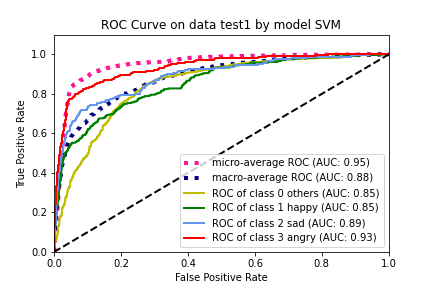 ROC Curve on data test1 by model SVM
True Positive Rate
1.0
0.8
0.6
0.4
0.2
0.0
micro-average ROC (AUC: 0.95)
macro-average ROC (AUC: 0.88)
ROC of class 0 others (AUC: 0.85)
ROC of class 1 happy (AUC: 0.85)
ROC of class 2 sad (AUC: 0.89)
ROC of class 3 angry (AUC: 0.93)
0.0 0.2 0.4 0.6 0.8 1.0
False Positive Rate